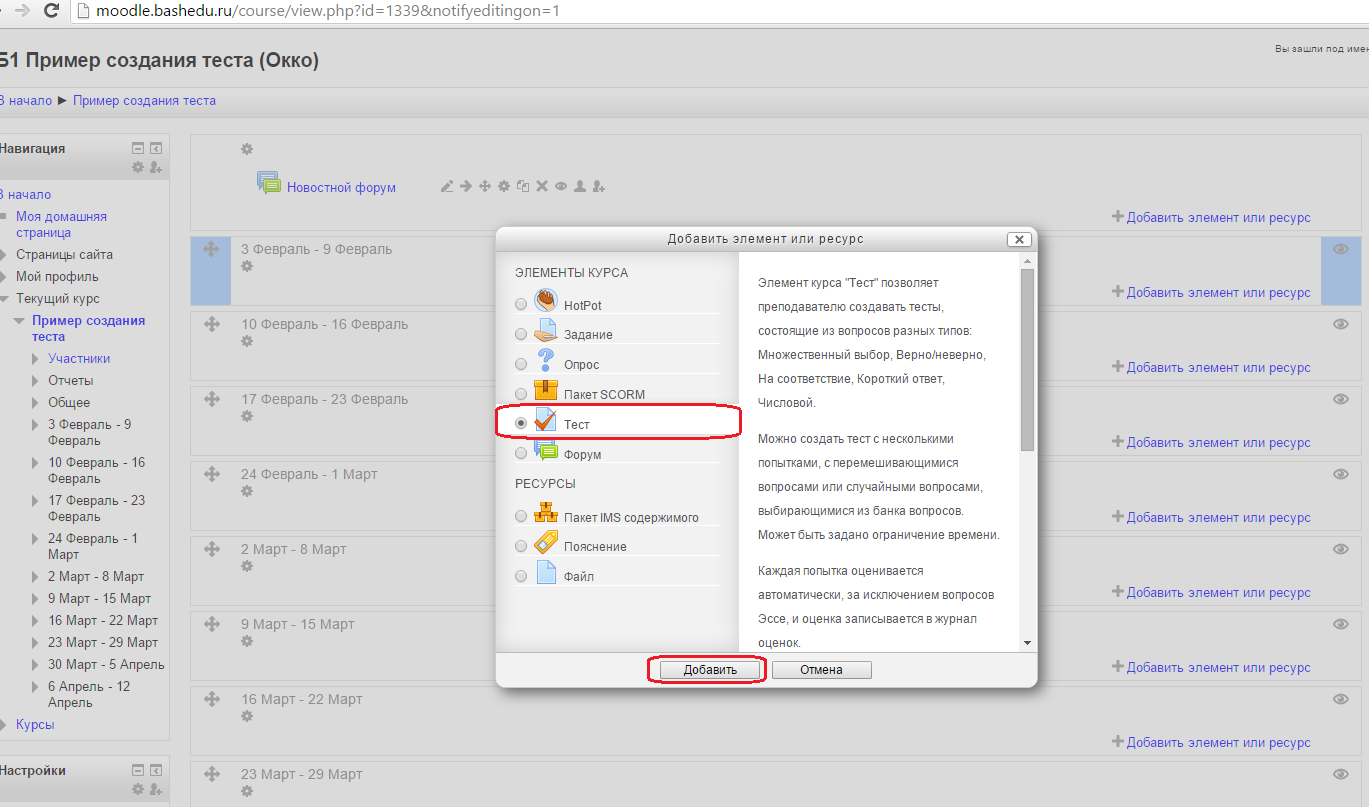 moodle.bashedu.ru/course/view.php?id=1339&notifyeditingon=1
Вы зашли под имен
Б1 Пример создания теста (Окко)
В начало ► Пример создания теста
Навигация
В начало
Моя домашняя
страница
Страницы сайта
Мой профиль
Текущий курс
Пример создания
теста
Участники
Отчеты
Общее
3 Февраль - 9
Февраль
10 Февраль - 16
Февраль
17 Февраль - 23
Февраль
24 Февраль - 1
Март
2 Март - 8 Март
9 Март - 15 Март
16 Март - 22 Март
23 Март - 29 Март
30 Март - 5 Апрель
6 Апрель - 12
Апрель
Курсы
Настройки
Новостной форум
Добавить элемент или ресурс
3 Февраль - 9 Февраль
Добавить элемент или ресурс
10 Февраль - 16 Февраль
Добавить элемент или ресурс
17 Февраль - 23 Февраль
Добавить элемент или ресурс
24 Февраль - 1 Март
Добавить элемент или ресурс
2 Март - 8 Март
Добавить элемент или ресурс
9 Март - 15 Март
Добавить элемент или ресурс
16 Март - 22 Март
Добавить элемент или ресурс
23 Март - 29 Март
Добавить элемент или ресурс
ЭЛЕМЕНТЫ КУРСА
HotPot
Задание
Опрос
Пакет SCORM
Тест
Форум
РЕСУРСЫ
Пакет IMS содержимого
Пояснение
Файл
Элемент курса "Тест" позволяет
преподавателю создавать тесты,
состоящие из вопросов разных типов:
Множественный выбор, Верно/неверно,
На соответствие, Короткий ответ,
Числовой.
Можно создать тест с несколькими
попытками, с перемешивающимися
вопросами или случайными вопросами,
выбирающимися из банка вопросов.
Может быть задано ограничение времени.
Каждая попытка оценивается
автоматически, за исключением вопросов
Эссе, и оценка записывается в журнал
оценок.
Добавить
Отмена